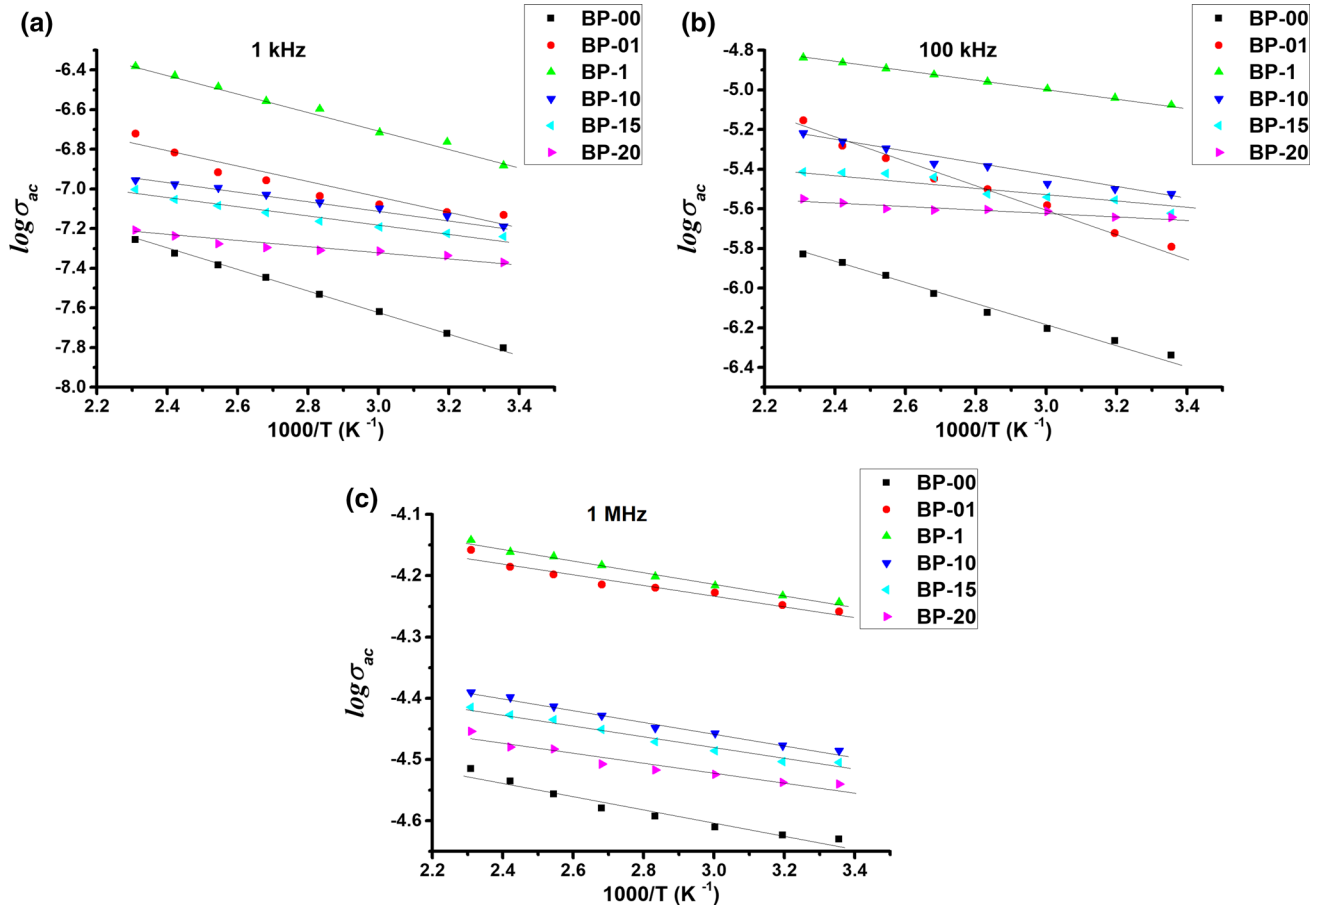 (a)
1 kHz
BP-00
BP-01
BP-1
BP-10
BP-15
BP-20
-6.4
-6.6
-6.8
-7.0
-7.2
-7.4
-7.6
-7.8
-8.0
log σac
2.2 2.4 2.6 2.8 3.0 3.2 3.4
1000/T (K -1)
(b)
100 kHz
BP-00
BP-01
BP-1
BP-10
BP-15
BP-20
-4.8
-5.0
-5.2
-5.4
-5.6
-5.8
-6.0
-6.2
-6.4
log σac
2.2 2.4 2.6 2.8 3.0 3.2 3.4
1000/T (K -1)
(c)
1 MHz
BP-00
BP-01
BP-1
BP-10
BP-15
BP-20
-4.1
-4.2
-4.3
-4.4
-4.5
-4.6
log σac
2.2 2.4 2.6 2.8 3.0 3.2 3.4
1000/T (K -1)